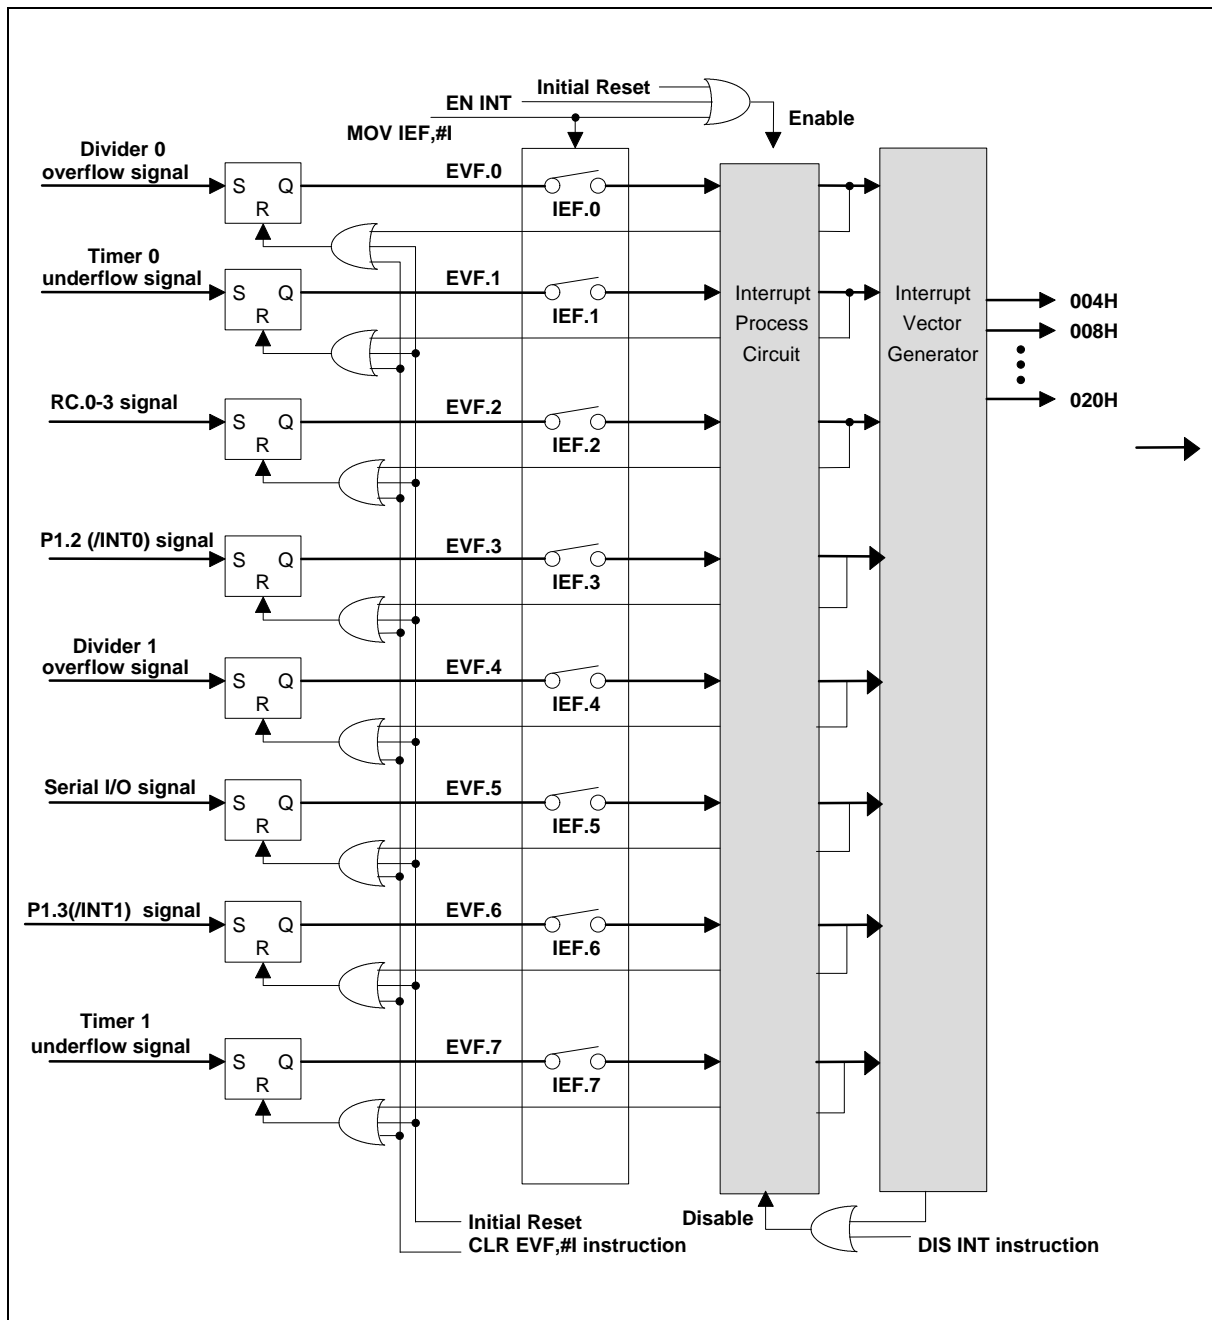 Initial Reset
EN INT
MOV IEF,#I
Enable
Divider 0
overflow signal
S Q
R
EVF.0
IEF.0
Timer 0
underflow signal
S Q
R
EVF.1
IEF.1
Interrupt
Process
Circuit
Interrupt
Vector
Generator
004H
008H
020H
RC.0-3 signal
S Q
R
EVF.2
IEF.2
P1.2 (/INT0) signal
S Q
R
EVF.3
IEF.3
Divider 1
overflow signal
S Q
R
EVF.4
IEF.4
Serial I/O signal
S Q
R
EVF.5
IEF.5
P1.3(/INT1) signal
S Q
R
EVF.6
IEF.6
Timer 1
underflow signal
S Q
R
EVF.7
IEF.7
Initial Reset
CLR EVF,#I instruction
Disable
DIS INT instruction